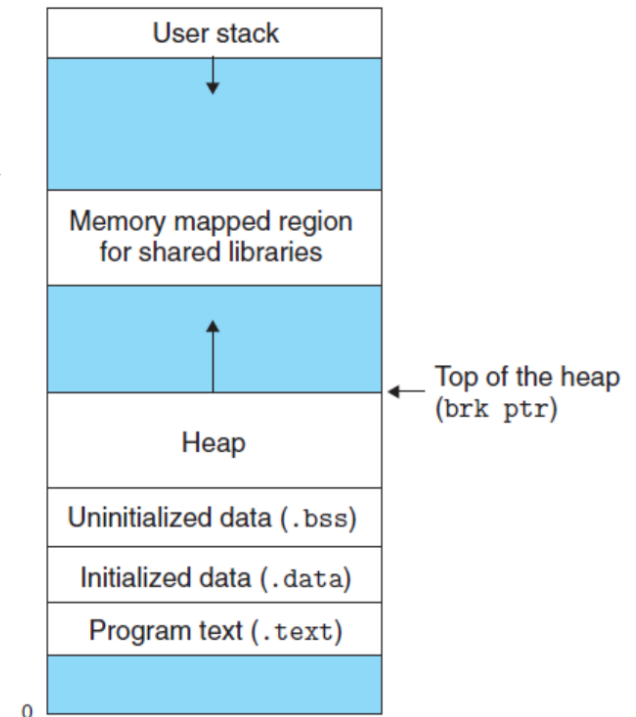 User stack
Memory mapped region
for shared libraries
Top of the heap
(brk ptr)
Heap
Uninitialized data (.bss)
Initialized data (.data)
Program text (.text)
0